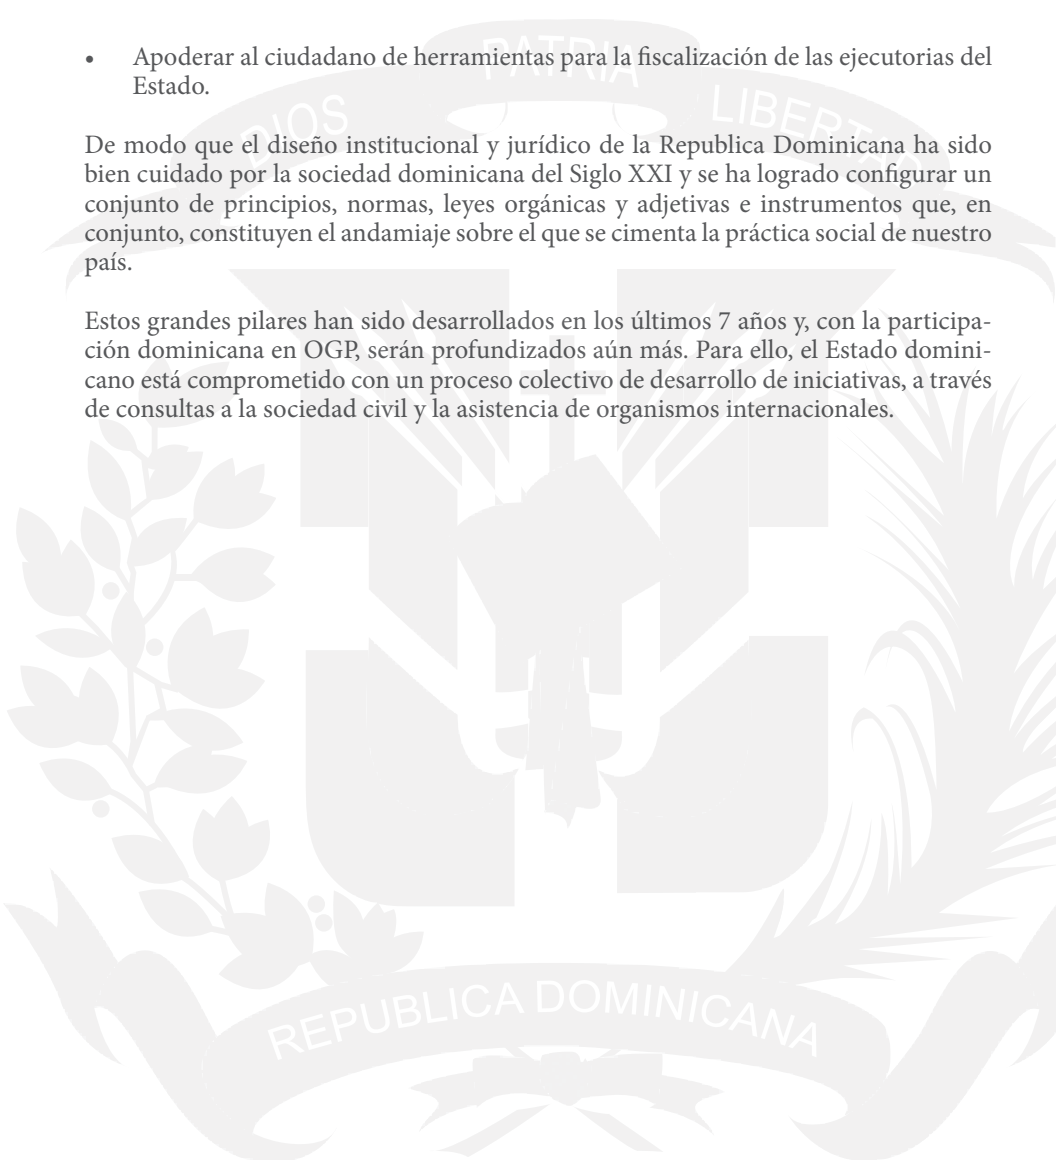 • Apoderar al ciudadano de herramientas para la fiscalización de las ejecutorias del
Estado.
De modo que el diseño institucional y jurídico de la Republica Dominicana ha sido
bien cuidado por la sociedad dominicana del Siglo XXI y se ha logrado configurar un
conjunto de principios, normas, leyes orgánicas y adjetivas e instrumentos que, en
conjunto, constituyen el andamiaje sobre el que se cimenta la práctica social de nuestro
país.
Estos grandes pilares han sido desarrollados en los últimos 7 años y, con la participa-
ción dominicana en OGP, serán profundizados aún más. Para ello, el Estado domini-
cano está comprometido con un proceso colectivo de desarrollo de iniciativas, a través
de consultas a la sociedad civil y la asistencia de organismos internacionales.
DIOS PATRIA LIBERTAD
REPUBLICA DOMINICANA